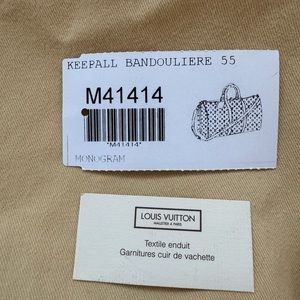 KEEPALL BANDOULIERE 55
M41414
*M41414*
MONOGRAM
LOUIS VUITTON
MALLETIER A PARIS
Textile enduit
Garnitures cuir de vachette